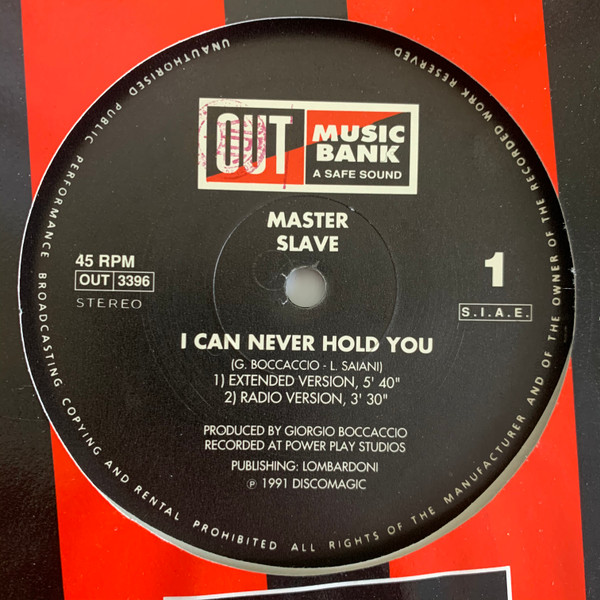 OUT
MUSIC
BANK
A SAFE SOUND
MASTER
SLAVE
45 RPM
OUT 3396
STEREO
1
S.I.A.E.
I CAN NEVER HOLD YOU
(G. BOCCACCIO - L. SAIANI)
1) EXTENDED VERSION, 5' 40"
2) RADIO VERSION, 3' 30"
PRODUCED BY GIORGIO BOCCACCIO
RECORDED AT POWER PLAY STUDIOS
PUBLISHING: LOMBARDONI
℗ 1991 DISCOMAGIC
ALL RIGHTS OF THE MANUFACTURER AND OF THE OWNER OF THE RECORDED WORK RESERVED
UNAUTHORISED PUBLIC PERFORMANCE BROADCASTING COPYING AND RENTAL PROHIBITED